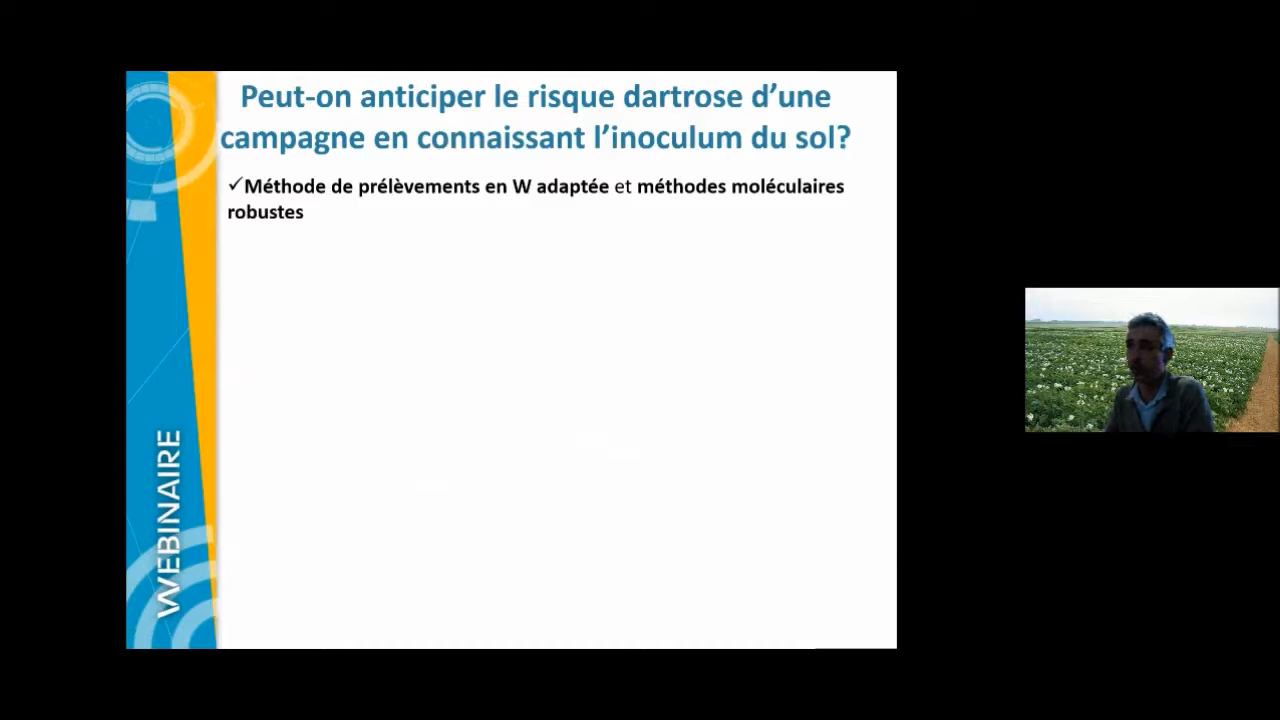 Peut-on anticiper le risque dartrose d’une
campagne en connaissant l’inoculum du sol?
✓Méthode de prélèvements en W adaptée et méthodes moléculaires
robustes
WEBINAIRE